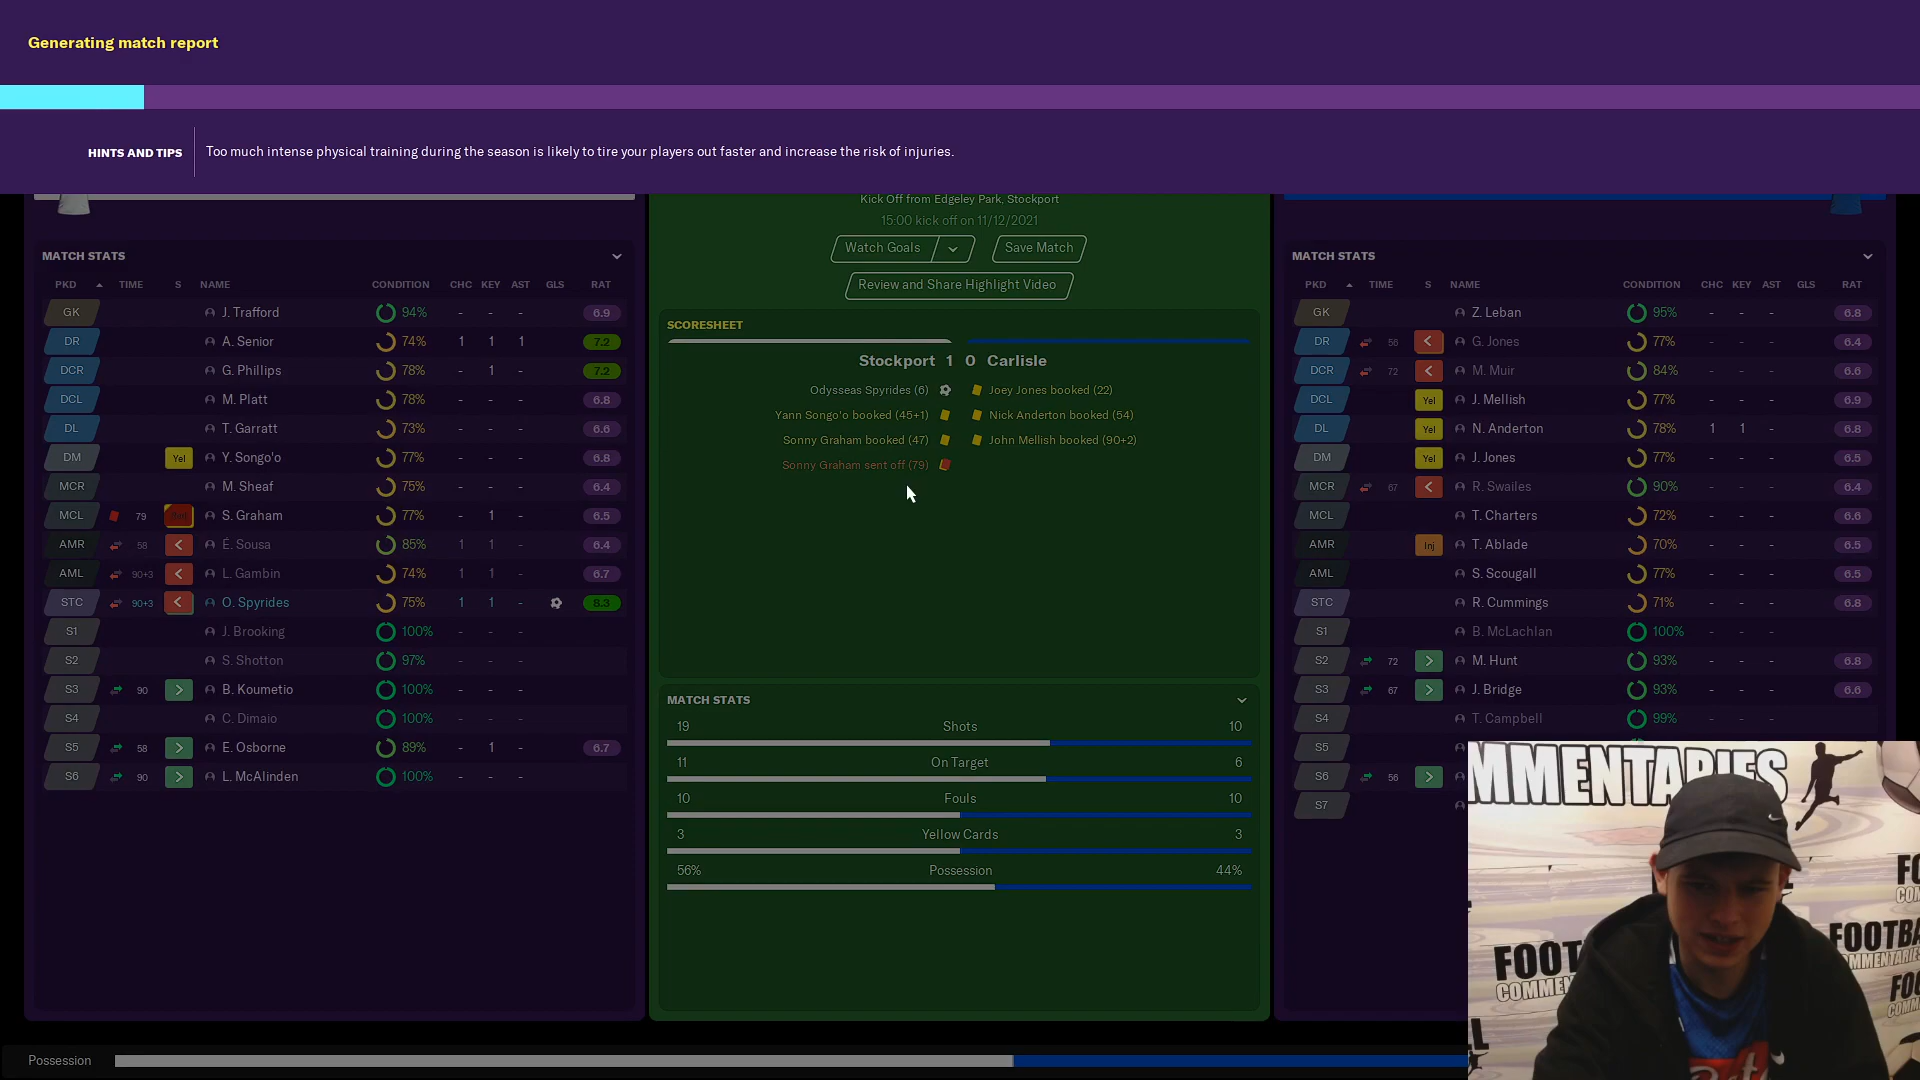 Generating match report
HINTS AND TIPS
Too much intense physical training during the season is likely to tire your players out faster and increase the risk of injuries.
Kick Off from Edgeley Park, Stockport
15:00 kick off on 11/12/2021
Watch Goals
Save Match
Review and Share Highlight Video
MATCH STATS
PKD TIME S NAME CONDITION CHC KEY AST GLS RAT
GK J. Trafford 94% - - - 6.9
DR A. Senior 74% 1 1 1 7.2
DCR G. Phillips 78% - 1 - 7.2
DCL M. Platt 78% - - - 6.8
DL T. Garratt 73% - - - 6.6
DM Yel Y. Songo'o 77% - - - 6.8
MCR M. Sheaf 75% - - - 6.4
MCL 79 S. Graham 77% - 1 - 6.5
AMR 58 É. Sousa 85% 1 1 - 6.4
AML 90+3 L. Gambin 74% 1 1 - 6.7
STC 90+3 O. Spyrides 75% 1 1 - 8.3
S1 J. Brooking 100% - - -
S2 S. Shotton 97% - - -
S3 90 B. Koumetio 100% - - -
S4 C. Dimaio 100% - - -
S5 58 E. Osborne 89% - 1 - 6.7
S6 90 L. McAlinden 100% - - -
SCORESHEET
Stockport 1 0 Carlisle
Odysseas Spyrides (6)
Yann Songo'o booked (45+1)
Sonny Graham booked (47)
Sonny Graham sent off (79)
Joey Jones booked (22)
Nick Anderton booked (54)
John Mellish booked (90+2)
MATCH STATS
19 Shots 10
11 On Target 6
10 Fouls 10
3 Yellow Cards 3
56% Possession 44%
MATCH STATS
PKD TIME S NAME CONDITION CHC KEY AST GLS RAT
GK Z. Leban 95% - - - 6.8
DR 56 G. Jones 77% - - - 6.4
DCR 72 M. Muir 84% - - - 6.6
DCL Yel J. Mellish 77% - - - 6.9
DL Yel N. Anderton 78% 1 1 - 6.8
DM Yel J. Jones 77% - - - 6.5
MCR 67 R. Swailes 90% - - - 6.4
MCL T. Charters 72% - - - 6.6
AMR Inj T. Ablade 70% - - - 6.5
AML S. Scougall 77% - - - 6.5
STC R. Cummings 71% - - - 6.8
S1 B. McLachlan 100% - - -
S2 72 M. Hunt 93% - - - 6.8
S3 67 J. Bridge 93% - - - 6.6
S4 T. Campbell 99% - - -
S5
S6 56
S7
MMENTARIES
FOOT
COMMEN
FOOTBA
MMENTARIES
Possession